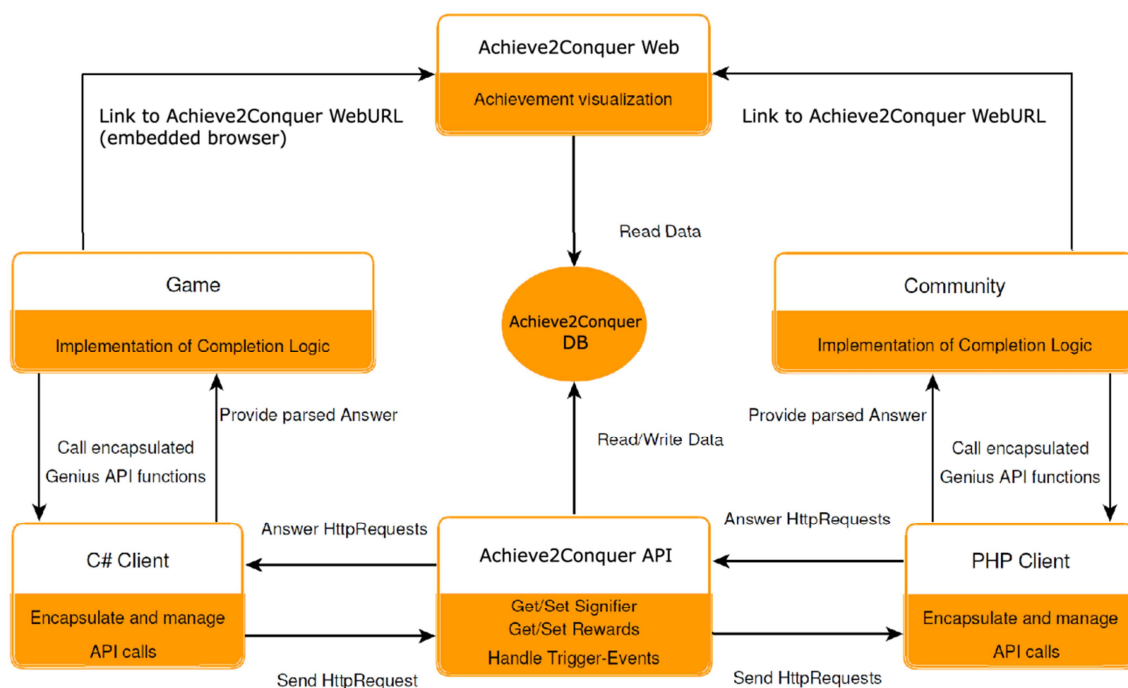 Achieve2Conquer Web
Achievement visualization
Link to Achieve2Conquer WebURL
(embedded browser)
Link to Achieve2Conquer WebURL
Read Data
Game
Implementation of Completion Logic
Achieve2Conquer
DB
Community
Implementation of Completion Logic
Provide parsed Answer
Call encapsulated
Genius API functions
Read/Write Data
Provide parsed Answer
Call encapsulated
Genius API functions
Answer HttpRequests
Answer HttpRequests
C# Client
Encapsulate and manage
API calls
Achieve2Conquer API
Get/Set Signifier
Get/Set Rewards
Handle Trigger-Events
PHP Client
Encapsulate and manage
API calls
Send HttpRequest
Send HttpRequests